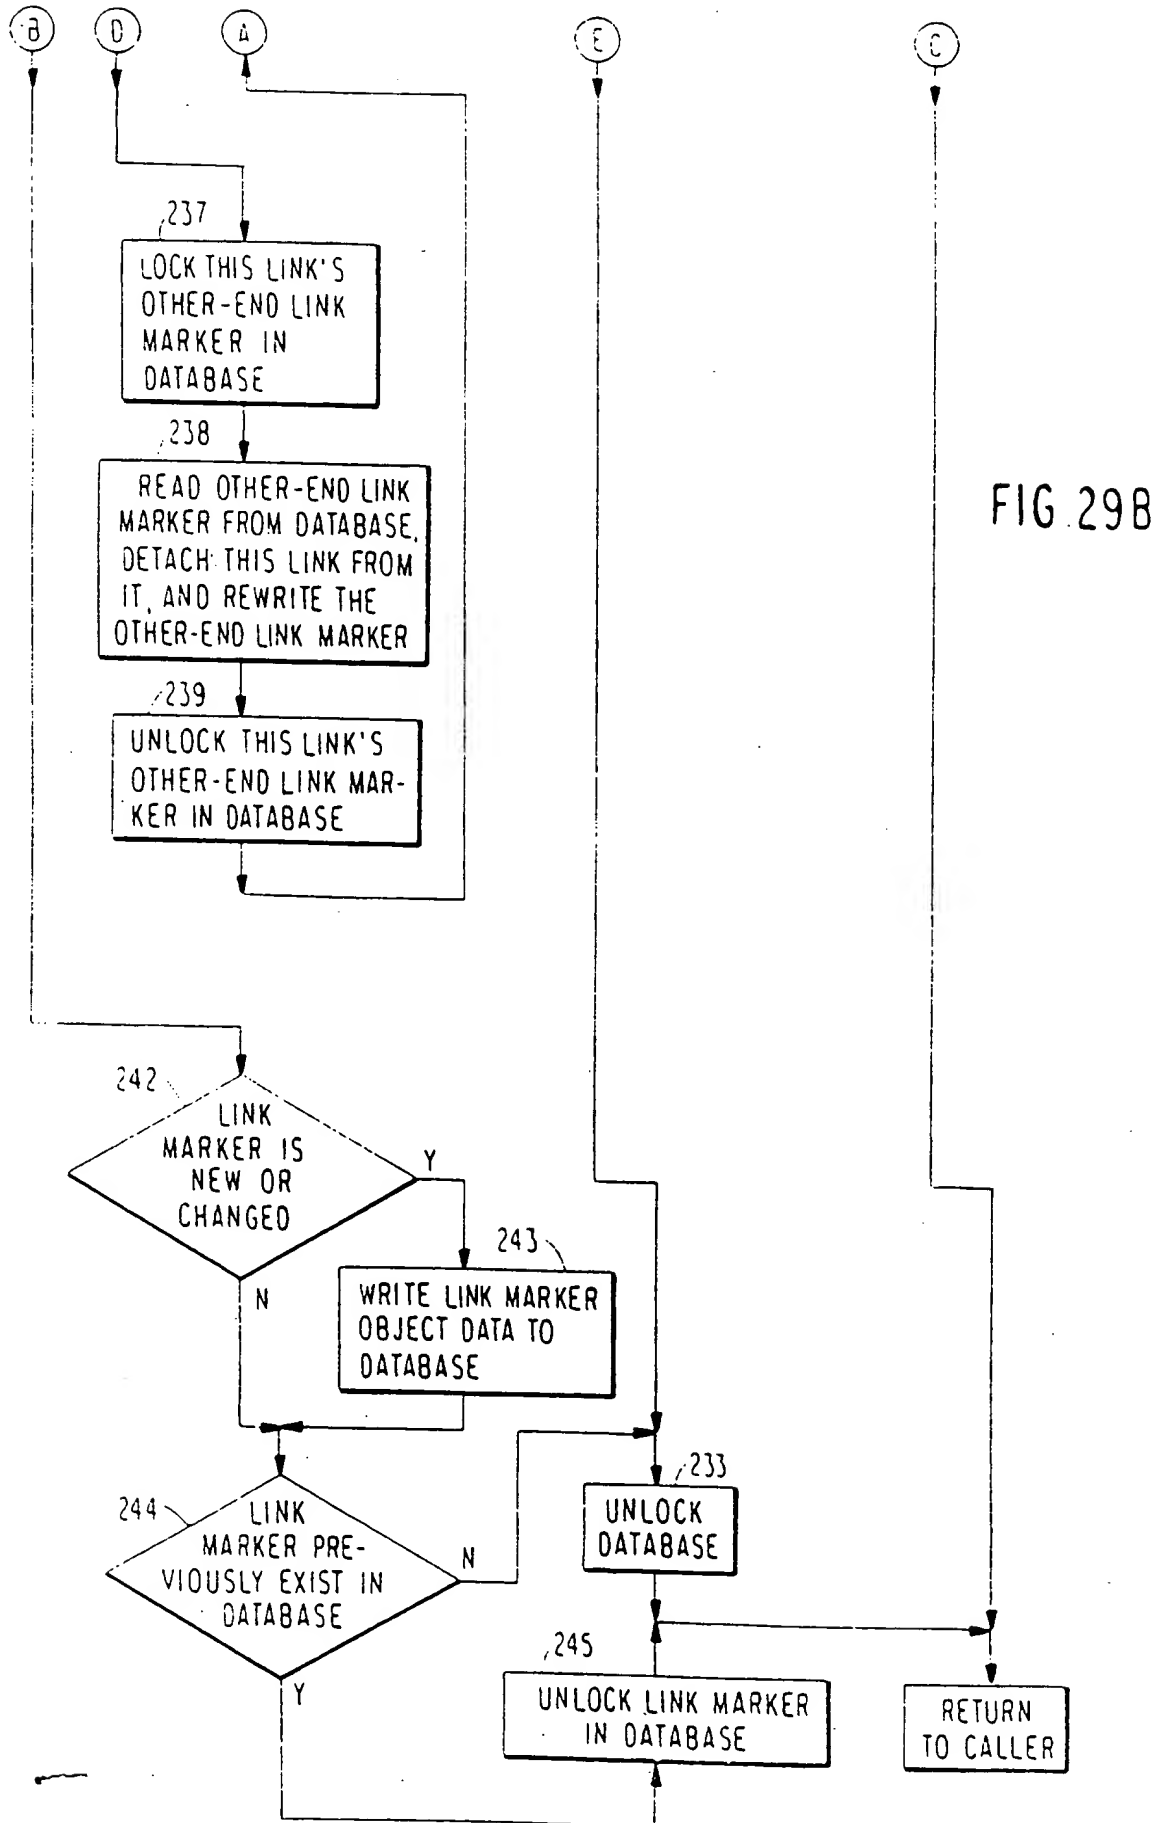 B
D
A
E
C
237
LOCK THIS LINK'S
OTHER-END LINK
MARKER IN
DATABASE
238
READ OTHER-END LINK
MARKER FROM DATABASE,
DETACH THIS LINK FROM
IT, AND REWRITE THE
OTHER-END LINK MARKER
FIG.29B
239
UNLOCK THIS LINK'S
OTHER-END LINK MAR-
KER IN DATABASE
242
LINK
MARKER IS
NEW OR
CHANGED
Y
N
243
WRITE LINK MARKER
OBJECT DATA TO
DATABASE
244
LINK
MARKER PRE-
VIOUSLY EXIST IN
DATABASE
N
Y
233
UNLOCK
DATABASE
245
UNLOCK LINK MARKER
IN DATABASE
RETURN
TO CALLER